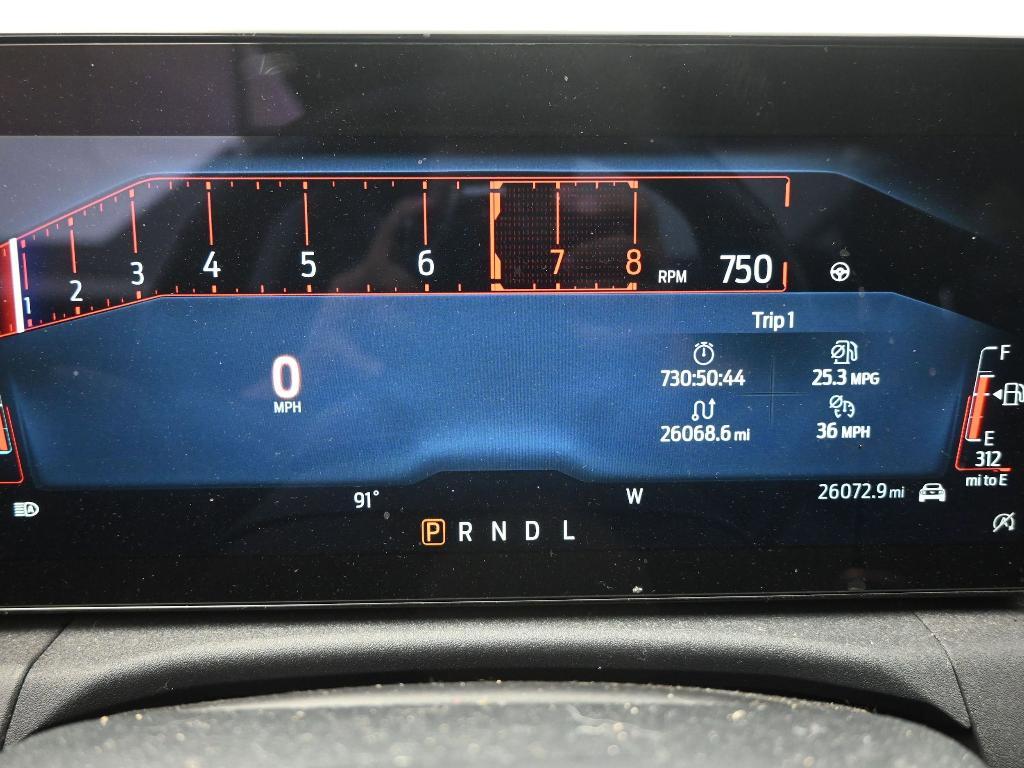 1 2 3 4 5 6 7 8 RPM 750
Trip 1
730:50:44 25.3 MPG
26068.6 mi 36 MPH
0
MPH
F
E
312
mi to E
A
91° W 26072.9 mi
P R N D L